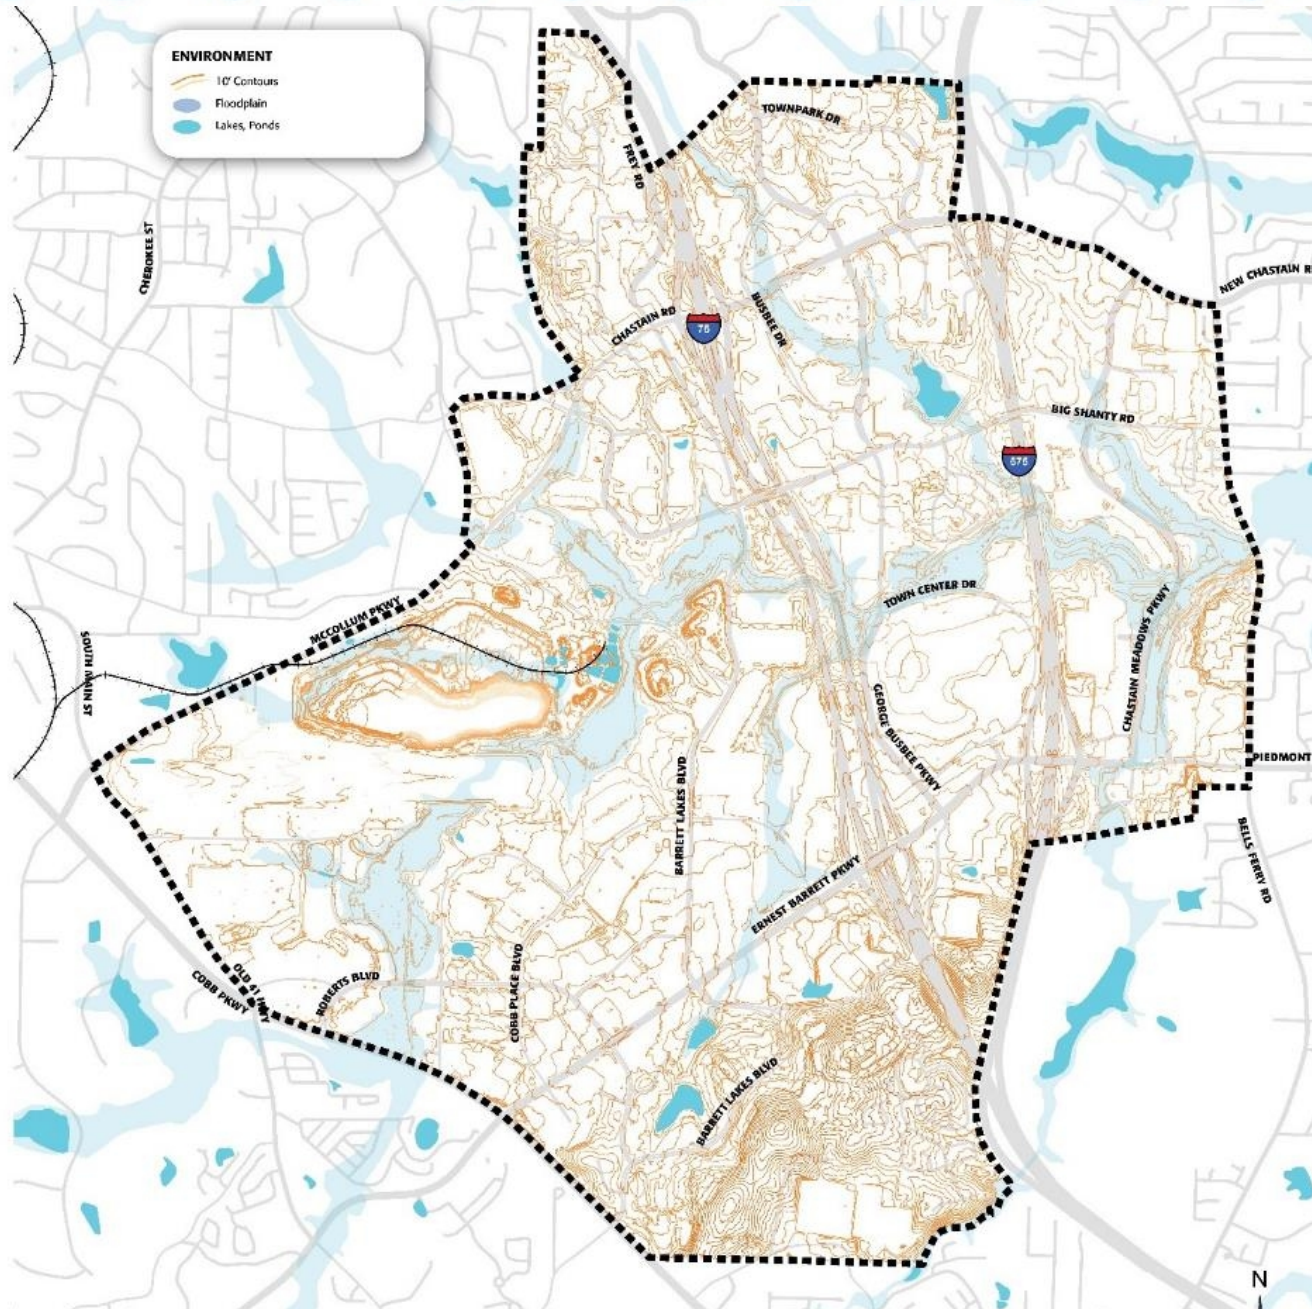 ENVIRONMENT
10' Contours
Floodplain
Lakes, Ponds
TOWNPARK DR
FREY RD
CHEROKEE ST
NEW CHASTAIN R
CHASTAIN RD
75
BUSBEE DR
BIG SHANTY RD
575
TOWN CENTER DR
MCCOLLUM PKWY
SOUTH MAIN ST
CHASTAIN MEADOWS PKWY
GEORGE BUSBEE PKWY
PIEDMONT
BARRETT LAKES BLVD
BELLS FERRY RD
ERNEST BARRETT PKWY
COBB PLACE BLVD
ROBERTS BLVD
OLD 41 HWY
COBB PKWY
BARRETT LAKES BLVD
N